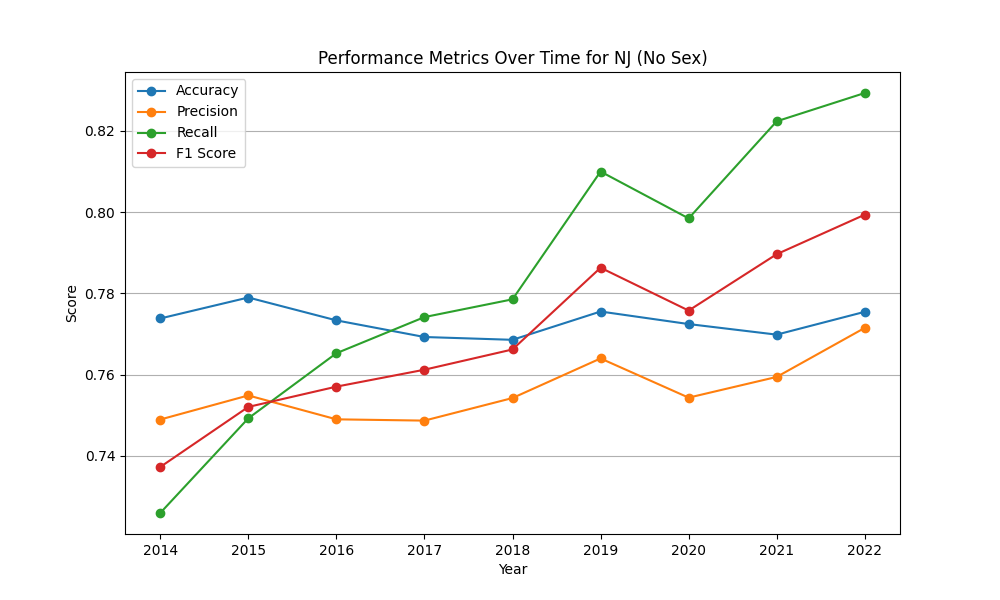 Performance Metrics Over Time for NJ (No Sex)
Accuracy
Precision
Recall
F1 Score
0.82
0.80
0.78
0.76
0.74
Score
2014 2015 2016 2017 2018 2019 2020 2021 2022
Year